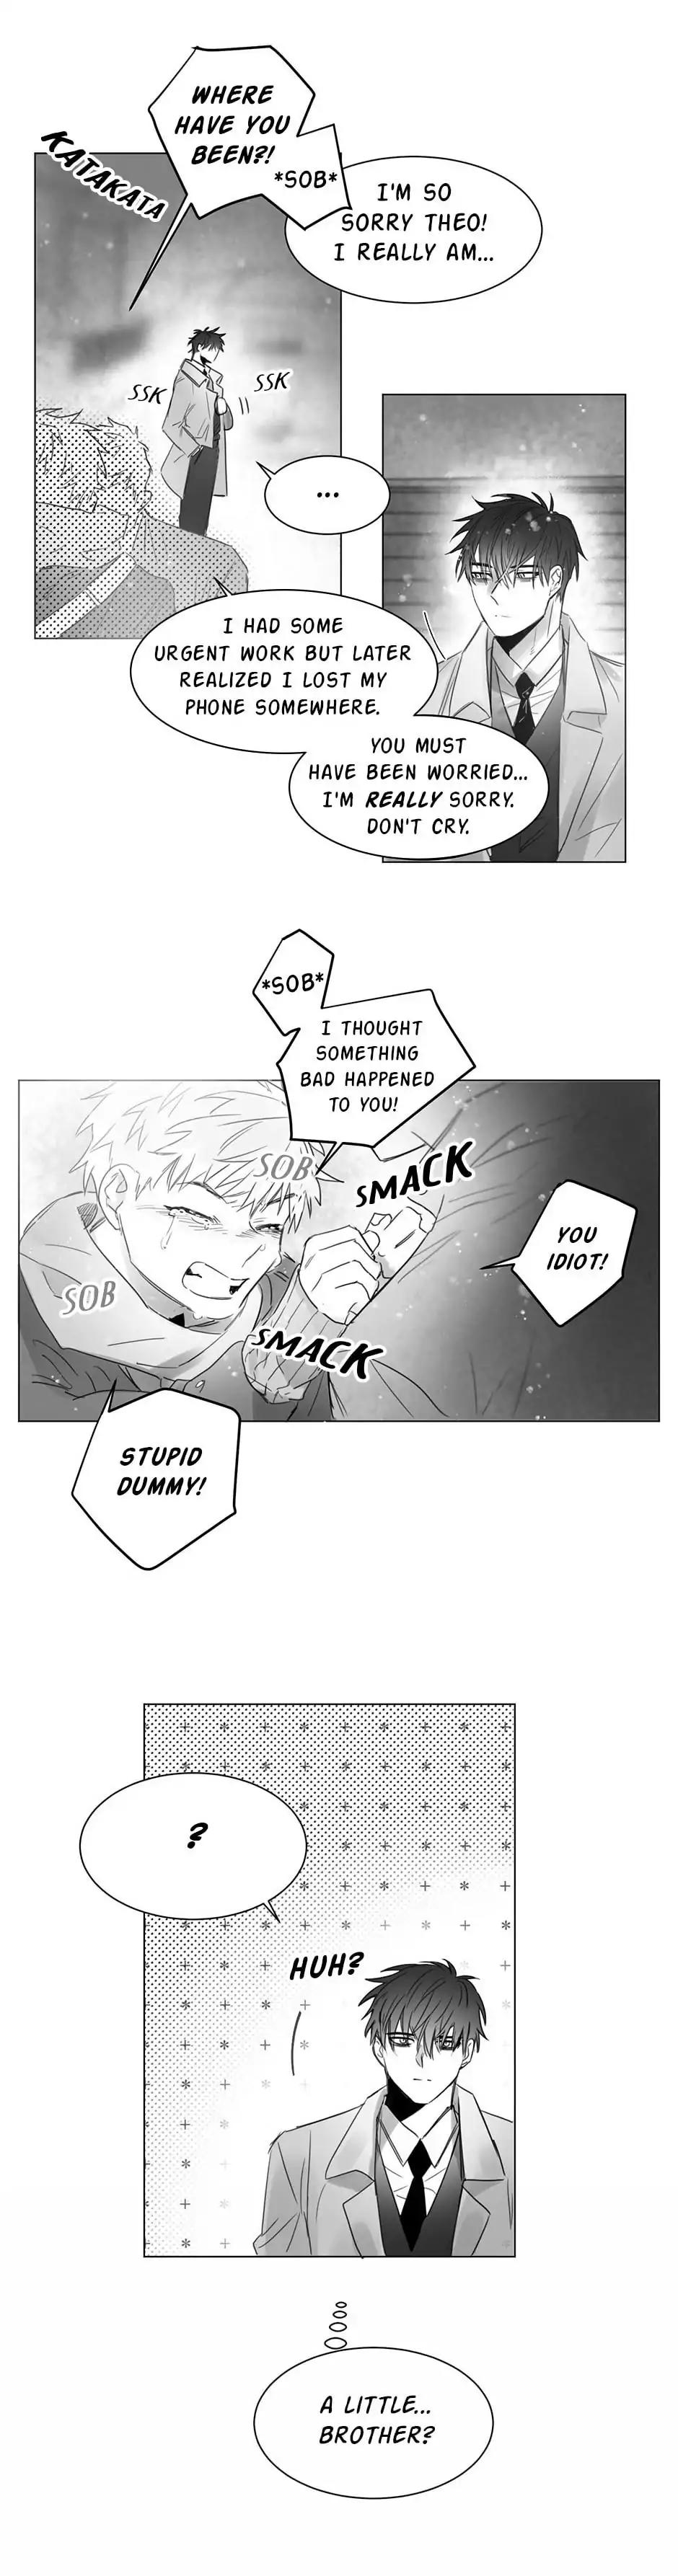 WHERE
HAVE YOU
BEEN?!
*SOB*
KATAKATA
I'M SO
SORRY THEO!
I REALLY AM...
SSK
SSK
...
I HAD SOME
URGENT WORK BUT LATER
REALIZED I LOST MY
PHONE SOMEWHERE.
YOU MUST
HAVE BEEN WORRIED...
I'M REALLY SORRY.
DON'T CRY.
*SOB*
I THOUGHT
SOMETHING
BAD HAPPENED
TO YOU!
SOB
SMACK
YOU
IDIOT!
SOB
SMACK
STUPID
DUMMY!
?
HUH?
A LITTLE...
BROTHER?